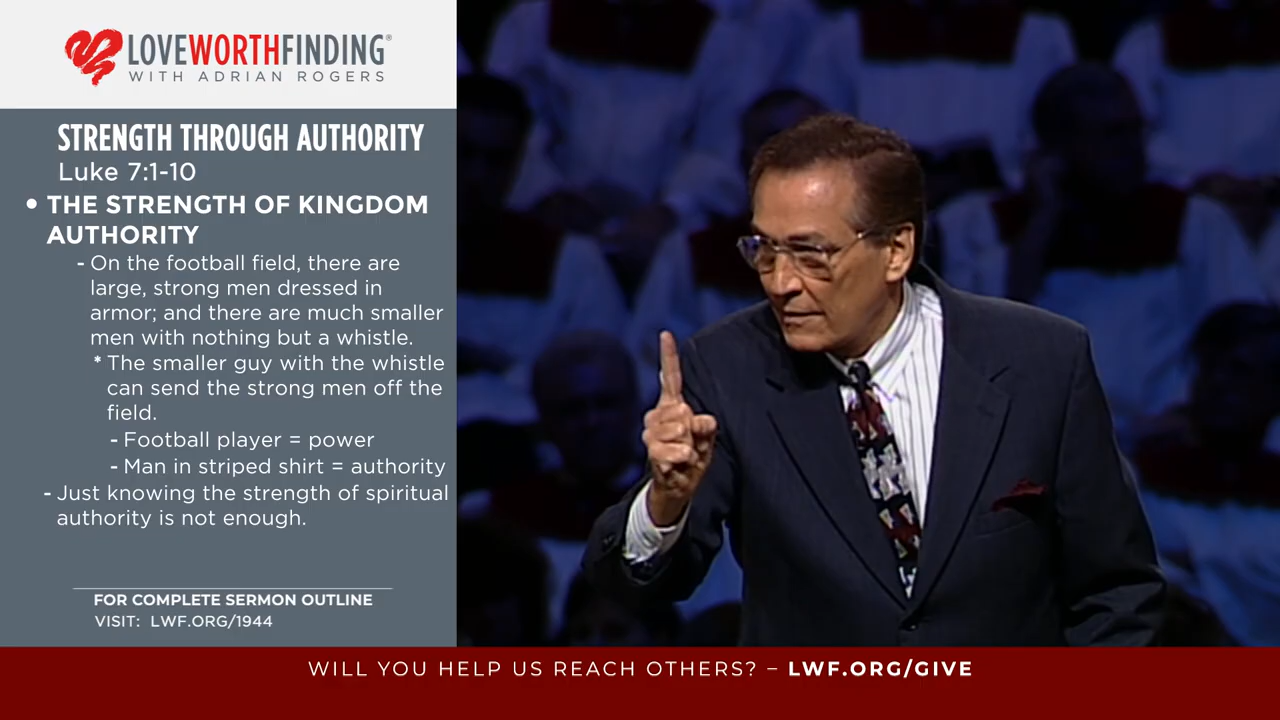 LOVEWORTHFINDING®
WITH ADRIAN ROGERS
STRENGTH THROUGH AUTHORITY
Luke 7:1-10
• THE STRENGTH OF KINGDOM
AUTHORITY
- On the football field, there are
large, strong men dressed in
armor; and there are much smaller
men with nothing but a whistle.
* The smaller guy with the whistle
can send the strong men off the
field.
- Football player = power
- Man in striped shirt = authority
- Just knowing the strength of spiritual
authority is not enough.
FOR COMPLETE SERMON OUTLINE
VISIT: LWF.ORG/1944
WILL YOU HELP US REACH OTHERS? – LWF.ORG/GIVE